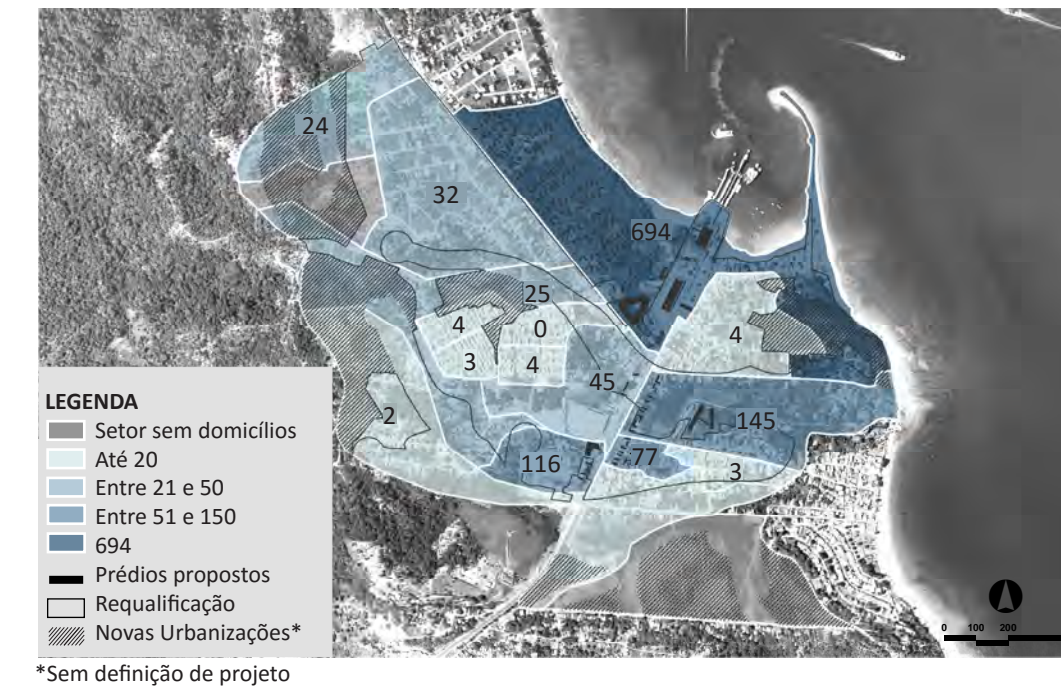 24
32
694
25
4
0
4
3
4
45
2
145
116
77
3
LEGENDA
Setor sem domicílios
Até 20
Entre 21 e 50
Entre 51 e 150
694
Prédios propostos
Requalificação
Novas Urbanizações*
0 100 200
*Sem definição de projeto